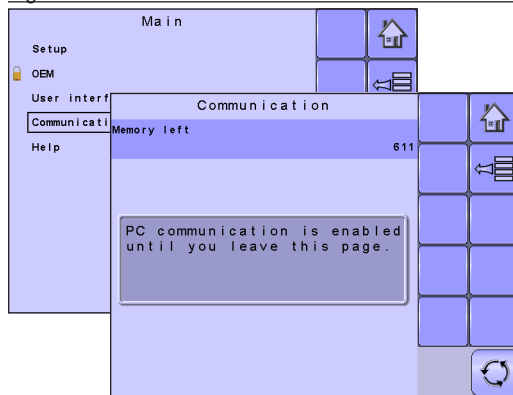 Main
Setup
OEM
User interf
Communicati
Help
Communication
Memory left
611
PC communication is enabled
until you leave this page.